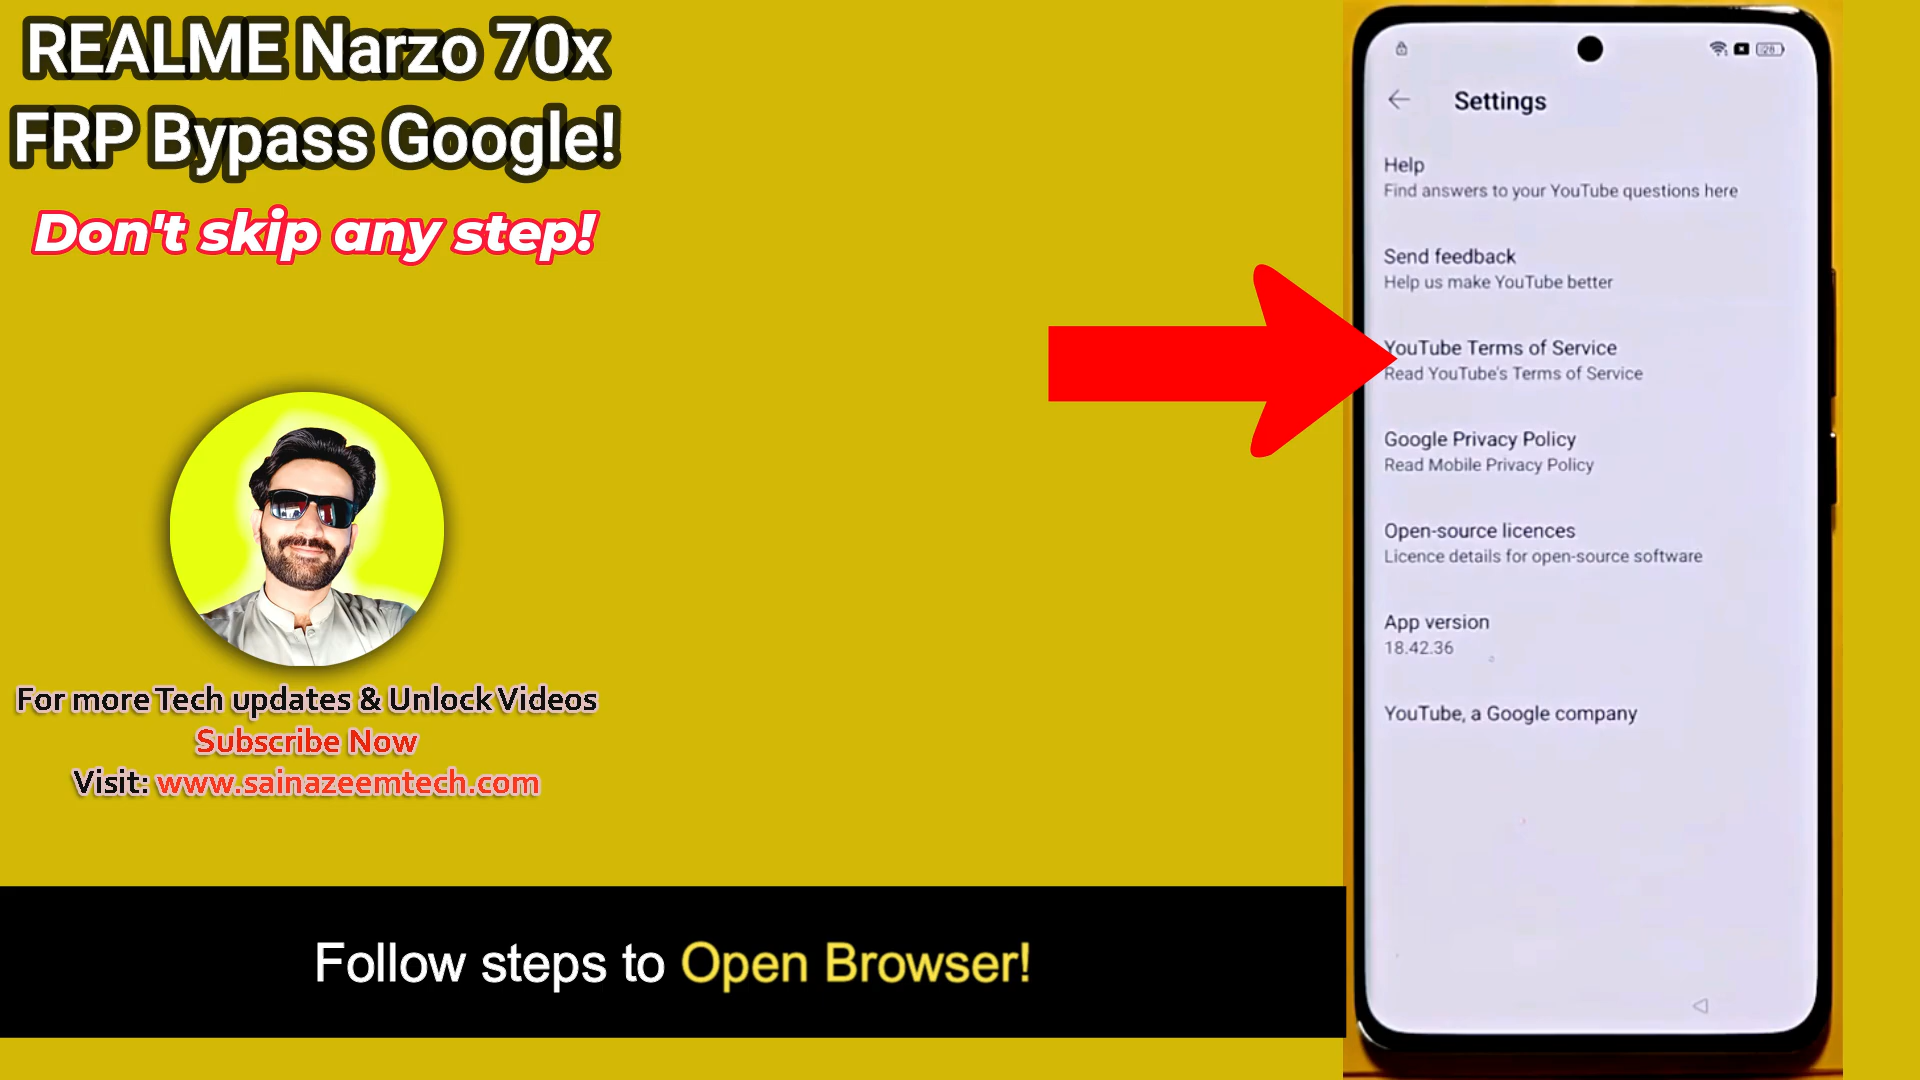 REALME Narzo 70x
FRP Bypass Google!
Don't skip any step!
For more Tech updates & Unlock Videos
Subscribe Now
Visit: www.sainazeemtech.com
Follow steps to Open Browser!
28
Settings
Help
Find answers to your YouTube questions here
Send feedback
Help us make YouTube better
YouTube Terms of Service
Read YouTube's Terms of Service
Google Privacy Policy
Read Mobile Privacy Policy
Open-source licences
Licence details for open-source software
App version
18.42.36
YouTube, a Google company